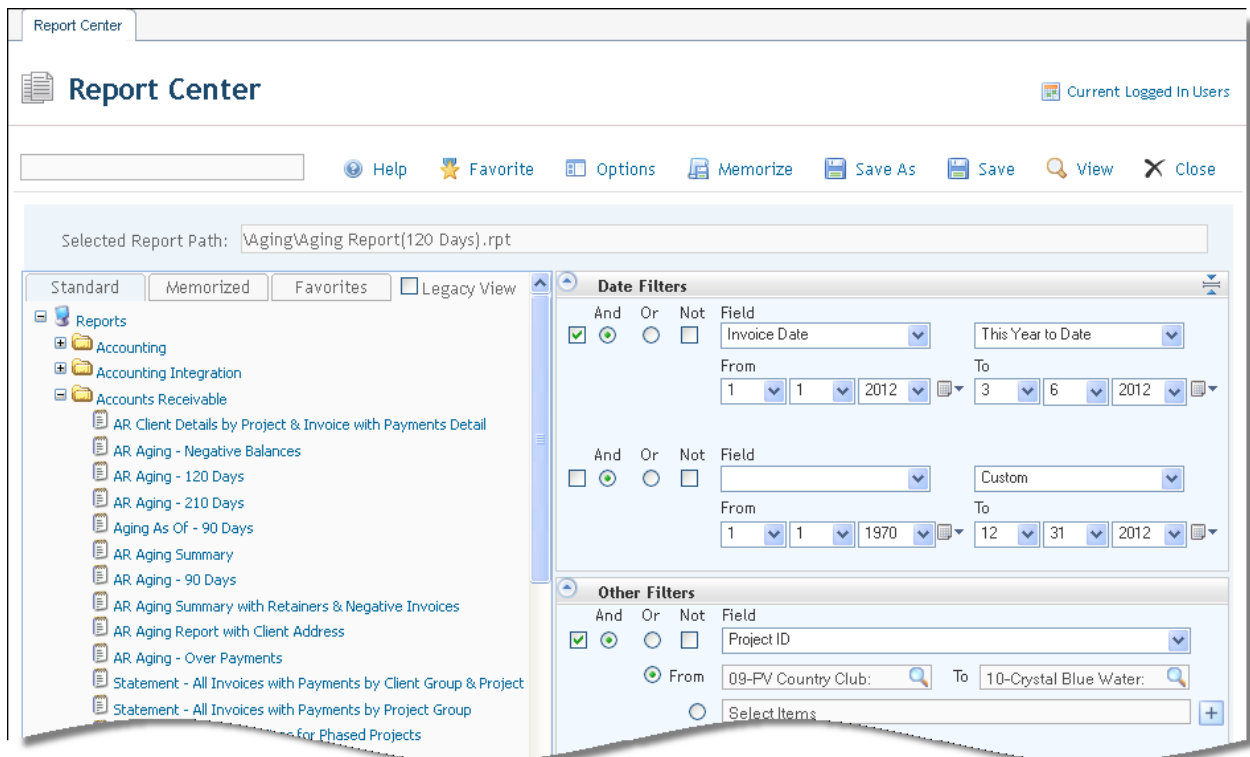 Report Center
Report Center
Current Logged In Users
Help Favorite Options Memorize Save As Save View Close
Selected Report Path: \Aging\Aging Report(120 Days).rpt
Standard Memorized Favorites Legacy View
Reports
Accounting
Accounting Integration
Accounts Receivable
AR Client Details by Project & Invoice with Payments Detail
AR Aging - Negative Balances
AR Aging - 120 Days
AR Aging - 210 Days
Aging As Of - 90 Days
AR Aging Summary
AR Aging - 90 Days
AR Aging Summary with Retainers & Negative Invoices
AR Aging Report with Client Address
AR Aging - Over Payments
Statement - All Invoices with Payments by Client Group & Project
Statement - All Invoices with Payments by Project Group
for Phased Projects
Date Filters
And Or Not Field
Invoice Date This Year to Date
From To
1 1 2012 3 6 2012
And Or Not Field
Custom
From To
1 1 1970 12 31 2012
Other Filters
And Or Not Field
Project ID
From 09-PV Country Club: To 10-Crystal Blue Water:
Select Items